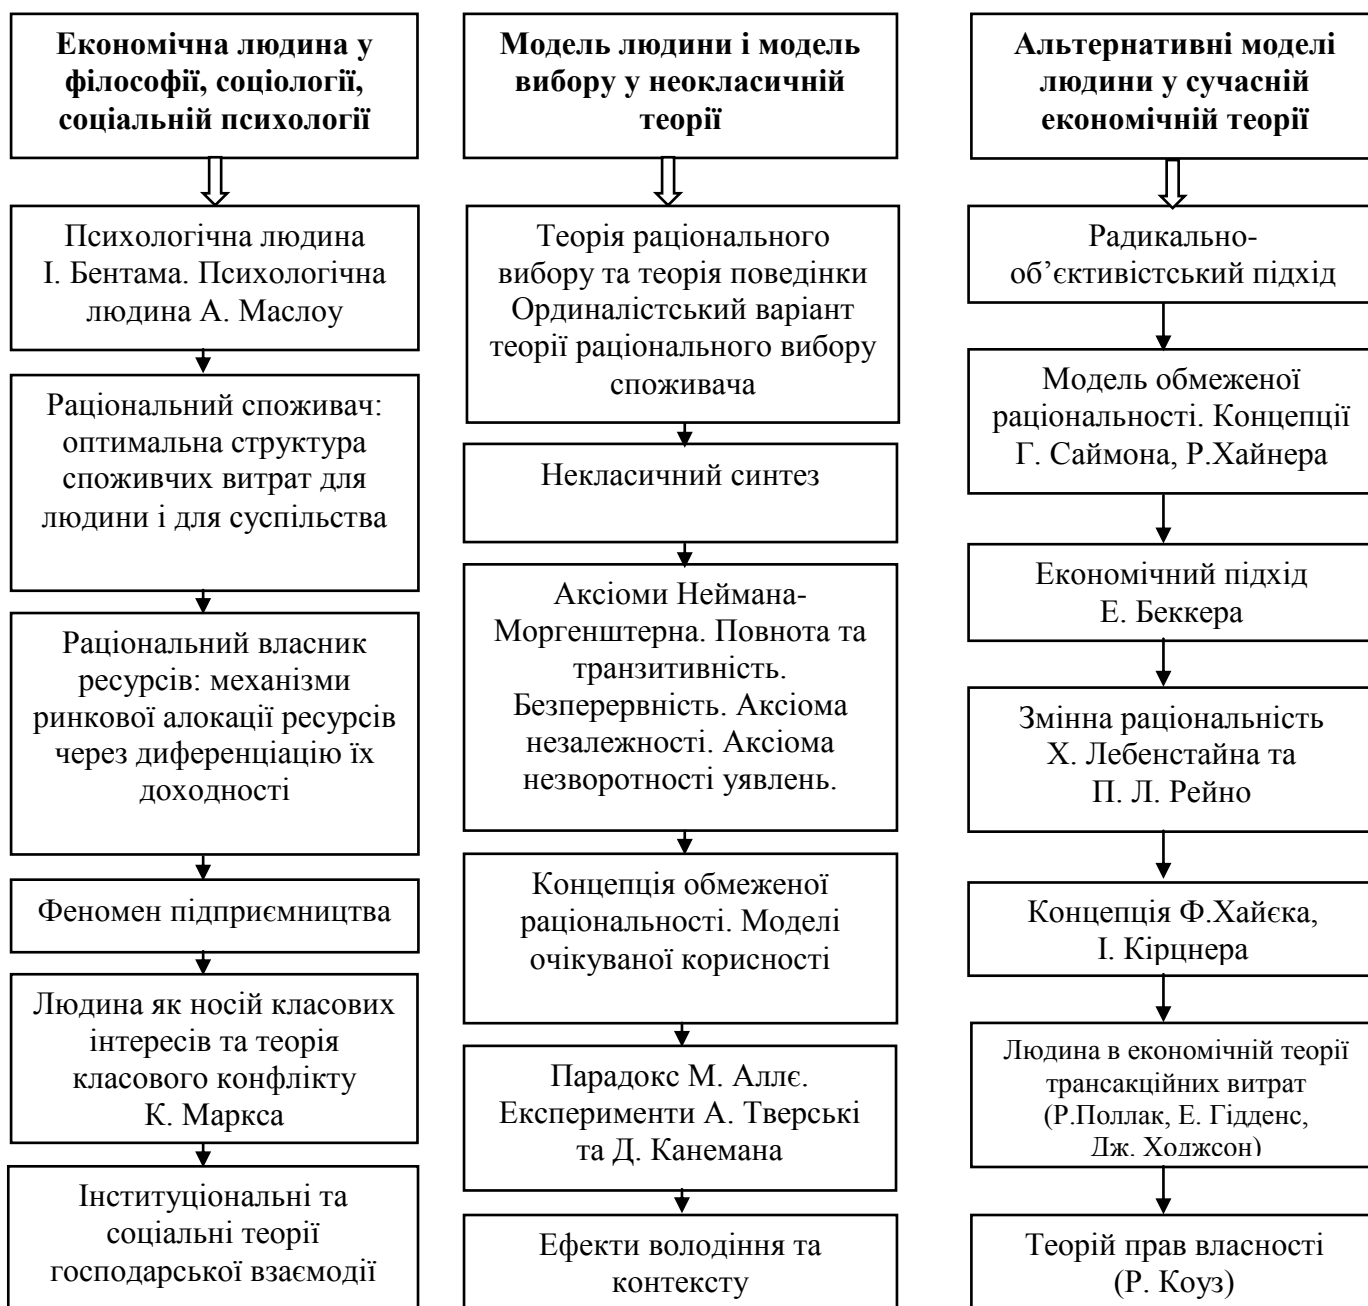 Економічна людина у
філософії, соціології,
соціальній психології
Психологічна людина
І. Бентама. Психологічна
людина А. Маслоу
Раціональний споживач:
оптимальна структура
споживчих витрат для
людини і для суспільства
Раціональний власник
ресурсів: механізми
ринкової алокації ресурсів
через диференціацію їх
доходності
Феномен підприємництва
Людина як носій класових
інтересів та теорія
класового конфлікту
К. Маркса
Інституціональні та
соціальні теорії
господарської взаємодії
Модель людини і модель
вибору у неокласичній
теорії
Теорія раціонального
вибору та теорія поведінки
Ординалістський варіант
теорії раціонального вибору
споживача
Некласичний синтез
Аксіоми Неймана-
Моргенштерна. Повнота та
транзитивність.
Безперервність. Аксіома
незалежності. Аксіома
незворотності уявлень.
Концепція обмеженої
раціональності. Моделі
очікуваної корисності
Парадокс М. Аллє.
Експерименти А. Тверські
та Д. Канемана
Ефекти володіння та
контексту
Альтернативні моделі
людини у сучасній
економічній теорії
Радикально-
об’єктивістський підхід
Модель обмеженої
раціональності. Концепції
Г. Саймона, Р.Хайнера
Економічний підхід
Е. Беккера
Змінна раціональність
Х. Лебенстайна та
П. Л. Рейно
Концепція Ф.Хайєка,
І. Кірцнера
Людина в економічній теорії
трансакційних витрат
(Р.Поллак, Е. Гідденс,
Дж. Ходжсон)
Теорій прав власності
(Р. Коуз)